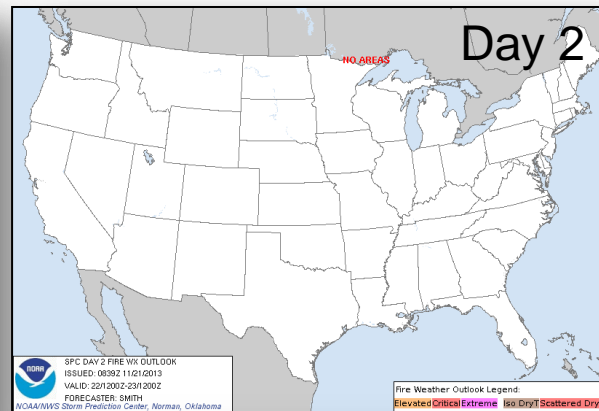 Day 2
NO AREAS
SPC DAY 2 FIRE WX OUTLOOK
ISSUED: 0839Z 11/21/2013
VALID: 22/1200Z-23/1200Z
FORECASTER: SMITH
NOAA/NWS Storm Prediction Center, Norman, Oklahoma
NOAA
Fire Weather Outlook Legend:
Elevated Critical Extreme Iso DryT Scattered Dry